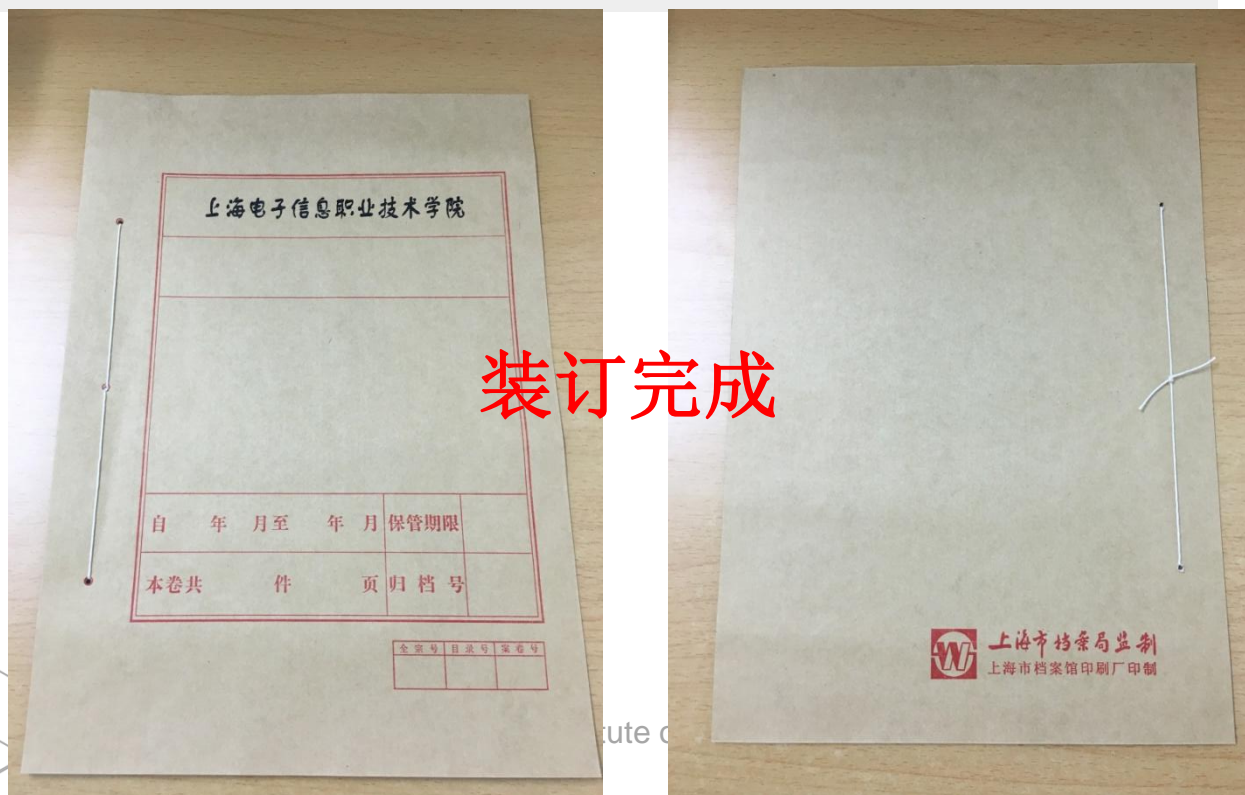 上海电子信息职业技术学院
自 年 月至 年 月 保管期限
本卷共 件 页 归档号
全宗号 目录号 案卷号
装订完成
上海市档案局监制
上海市档案馆印刷厂印制